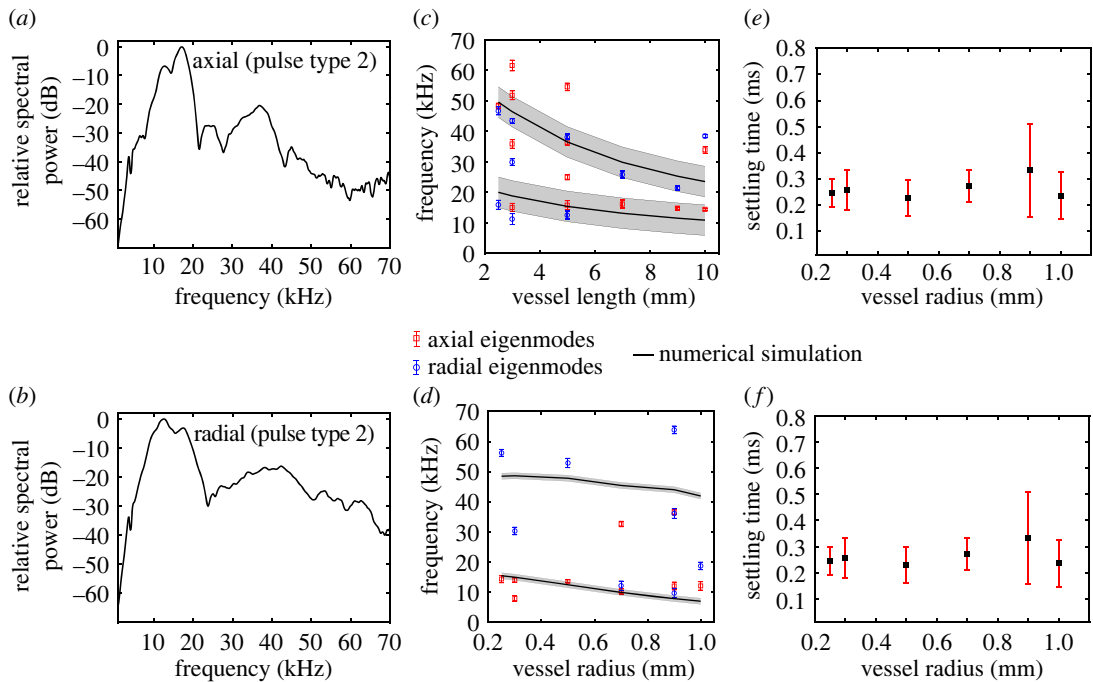 (a)
relative spectral
power (dB)
0
–10
–20
–30
–40
–50
–60
axial (pulse type 2)
10 20 30 40 50 60 70
frequency (kHz)
(c)
frequency (kHz)
70
60
50
40
30
20
10
0
2 4 6 8 10
vessel length (mm)
(e)
settling time (ms)
0.8
0.7
0.6
0.5
0.4
0.3
0.2
0.1
0.2 0.4 0.6 0.8 1.0
vessel radius (mm)
axial eigenmodes
radial eigenmodes
numerical simulation
(b)
relative spectral
power (dB)
0
–10
–20
–30
–40
–50
–60
radial (pulse type 2)
10 20 30 40 50 60 70
frequency (kHz)
(d)
frequency (kHz)
70
60
50
40
30
20
10
0
0.2 0.4 0.6 0.8 1.0
vessel radius (mm)
(f)
settling time (ms)
0.8
0.7
0.6
0.5
0.4
0.3
0.2
0.1
0.2 0.4 0.6 0.8 1.0
vessel radius (mm)